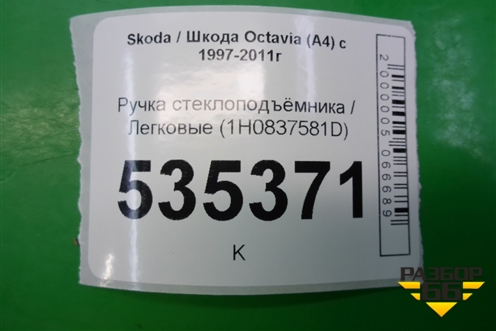 Skoda / Шкода Octavia (A4) с
1997-2011г
Ручка стеклоподъёмника /
Легковые (1H0837581D)
535371
K
2000005066689
РАЗБОР
66